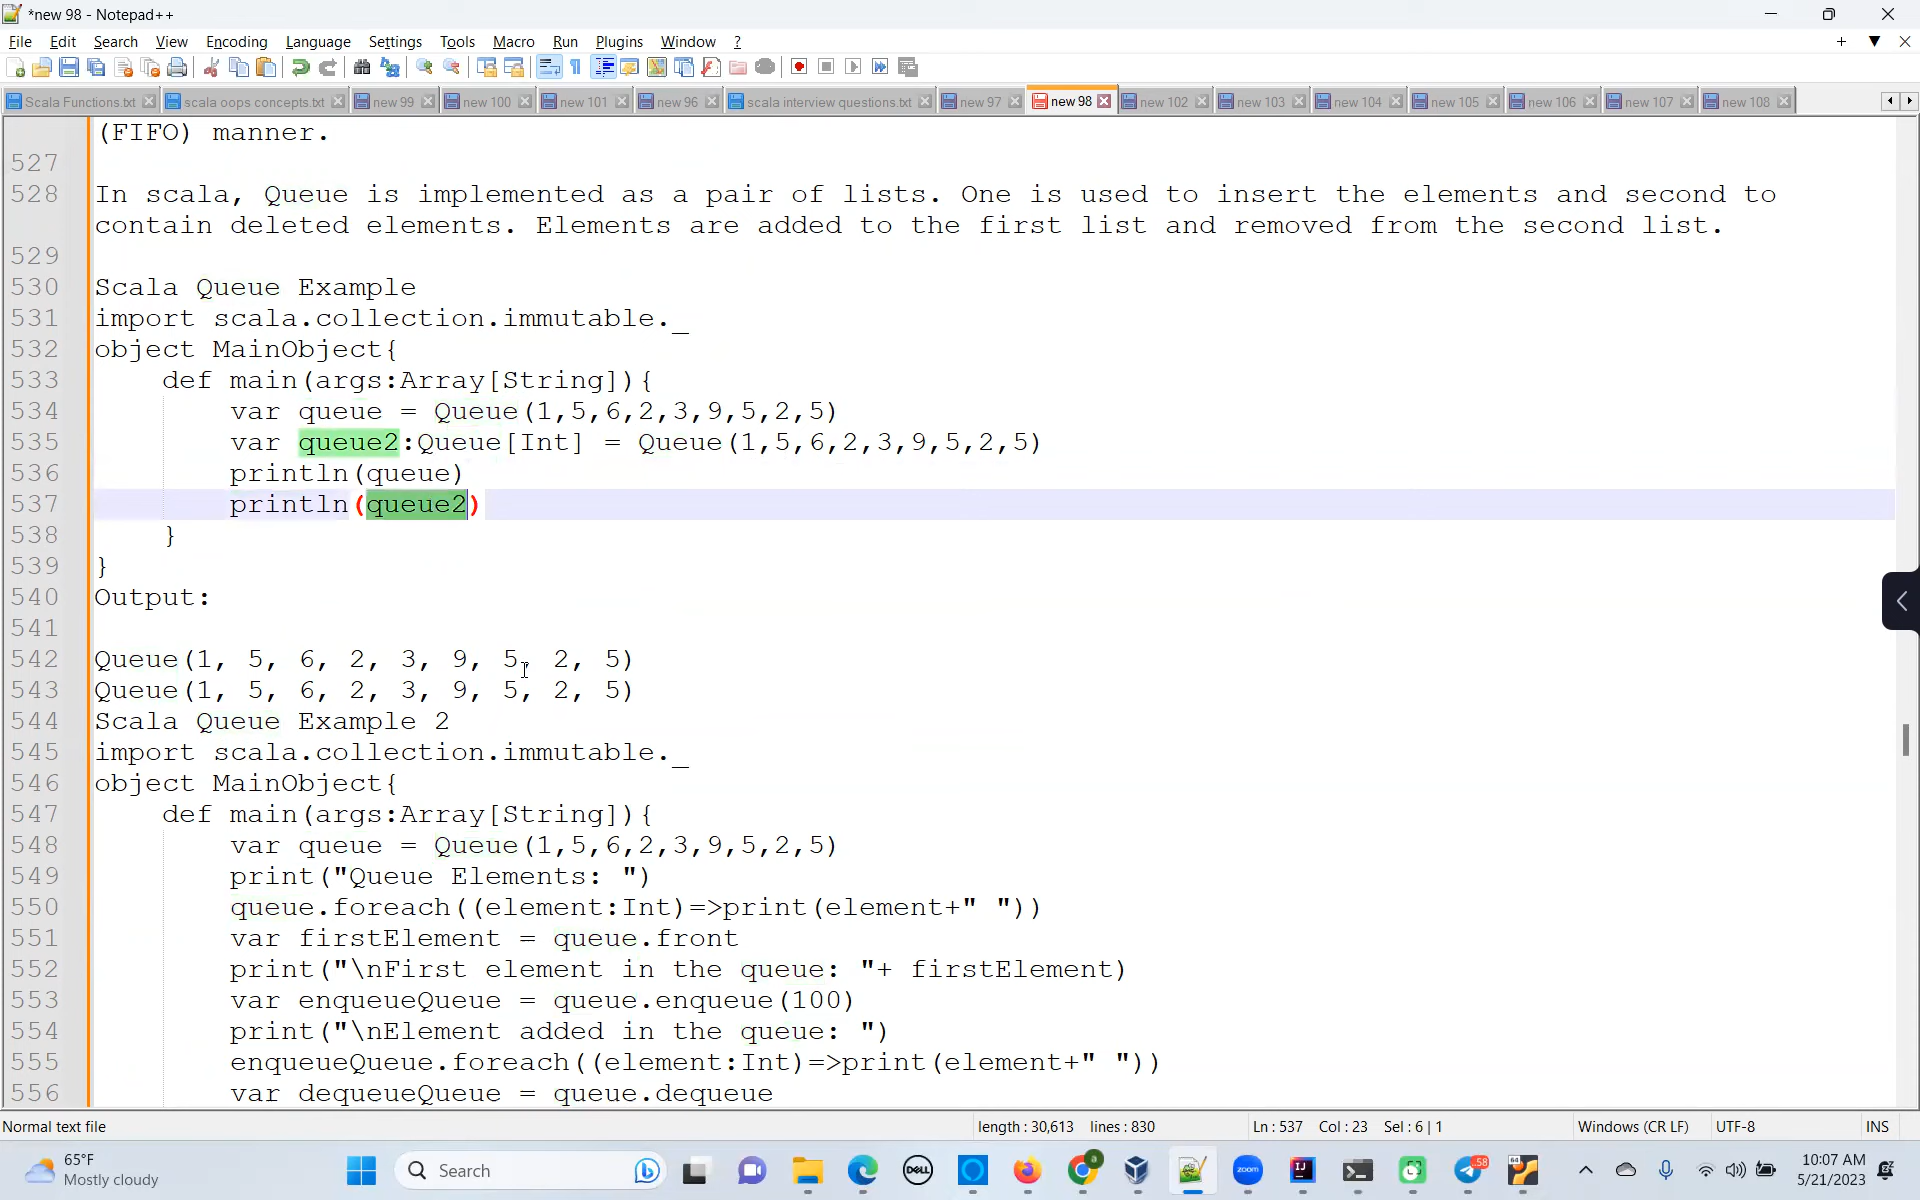 *new 98 - Notepad++
File Edit Search View Encoding Language Settings Tools Macro Run Plugins Window ?
Scala Functions.txt scala oops concepts.txt new 99 new 100 new 101 new 96 scala interview questions.txt new 97 new 98 new 102 new 103 new 104 new 105 new 106 new 107 new 108
(FIFO) manner.
527
528 In scala, Queue is implemented as a pair of lists. One is used to insert the elements and second to
contain deleted elements. Elements are added to the first list and removed from the second list.
529
530 Scala Queue Example
531 import scala.collection.immutable._
532 object MainObject{
533 def main(args:Array[String]){
534 var queue = Queue(1,5,6,2,3,9,5,2,5)
535 var queue2:Queue[Int] = Queue(1,5,6,2,3,9,5,2,5)
536 println(queue)
537 println(queue2)
538 }
539 }
540 Output:
541
542 Queue(1, 5, 6, 2, 3, 9, 5, 2, 5)
543 Queue(1, 5, 6, 2, 3, 9, 5, 2, 5)
544 Scala Queue Example 2
545 import scala.collection.immutable._
546 object MainObject{
547 def main(args:Array[String]){
548 var queue = Queue(1,5,6,2,3,9,5,2,5)
549 print("Queue Elements: ")
550 queue.foreach((element:Int)=>print(element+" "))
551 var firstElement = queue.front
552 print("\nFirst element in the queue: "+ firstElement)
553 var enqueueQueue = queue.enqueue(100)
554 print("\nElement added in the queue: ")
555 enqueueQueue.foreach((element:Int)=>print(element+" "))
556 var dequeueQueue = queue.dequeue
Normal text file length : 30,613 lines : 830 Ln : 537 Col : 23 Sel : 6 | 1 Windows (CR LF) UTF-8 INS
65°F
Mostly cloudy
Search
DELL
zoom
IJ
58
64
10:07 AM
5/21/2023